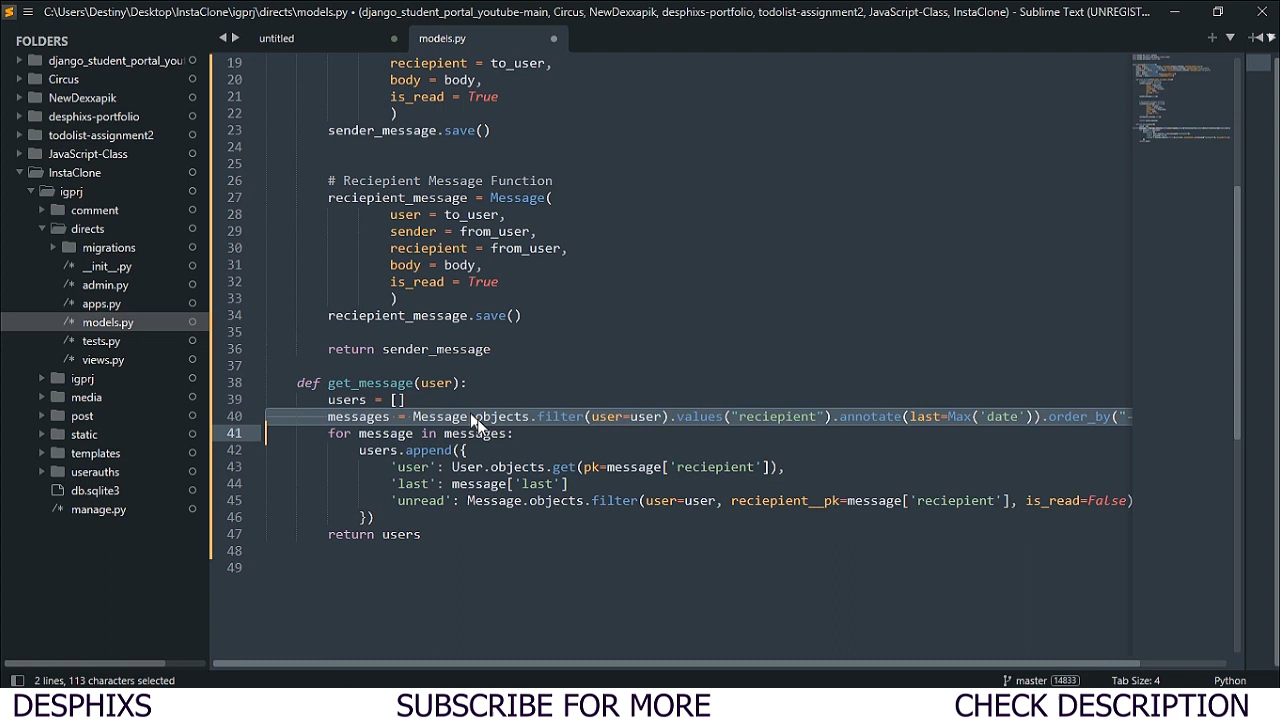 C:\Users\Destiny\Desktop\InstaClone\igprj\directs\models.py • (django_student_portal_youtube-main, Circus, NewDexxapik, desphixs-portfolio, todolist-assignment2, JavaScript-Class, InstaClone) - Sublime Text (UNREGIST...
FOLDERS
django_student_portal_you
Circus
NewDexxapik
desphixs-portfolio
todolist-assignment2
JavaScript-Class
InstaClone
igprj
comment
directs
migrations
/* __init__.py
/* admin.py
/* apps.py
/* models.py
/* tests.py
/* views.py
igprj
media
post
static
templates
userauths
db.sqlite3
manage.py
untitled
models.py
19 reciepient = to_user,
20 body = body,
21 is_read = True
22 )
23 sender_message.save()
24
25
26 # Reciepient Message Function
27 reciepient_message = Message(
28 user = to_user,
29 sender = from_user,
30 reciepient = from_user,
31 body = body,
32 is_read = True
33 )
34 reciepient_message.save()
35
36 return sender_message
37
38 def get_message(user):
39 users = []
40 messages = Message.objects.filter(user=user).values("reciepient").annotate(last=Max('date')).order_by("-
41 for message in messages:
42 users.append({
43 'user': User.objects.get(pk=message['reciepient']),
44 'last': message['last']
45 'unread': Message.objects.filter(user=user, reciepient__pk=message['reciepient'], is_read=False)
46 })
47 return users
48
49
2 lines, 113 characters selected
master 14833
Tab Size: 4
Python
DESPHIXS
SUBSCRIBE FOR MORE
CHECK DESCRIPTION